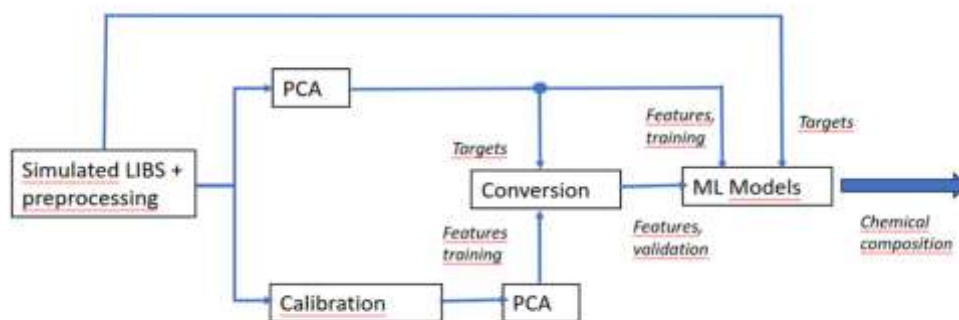 PCA
Features,
training
Targets
Targets
Simulated LIBS +
preprocessing
Conversion
ML Models
Features
training
Features,
validation
Chemical
composition
Calibration
PCA